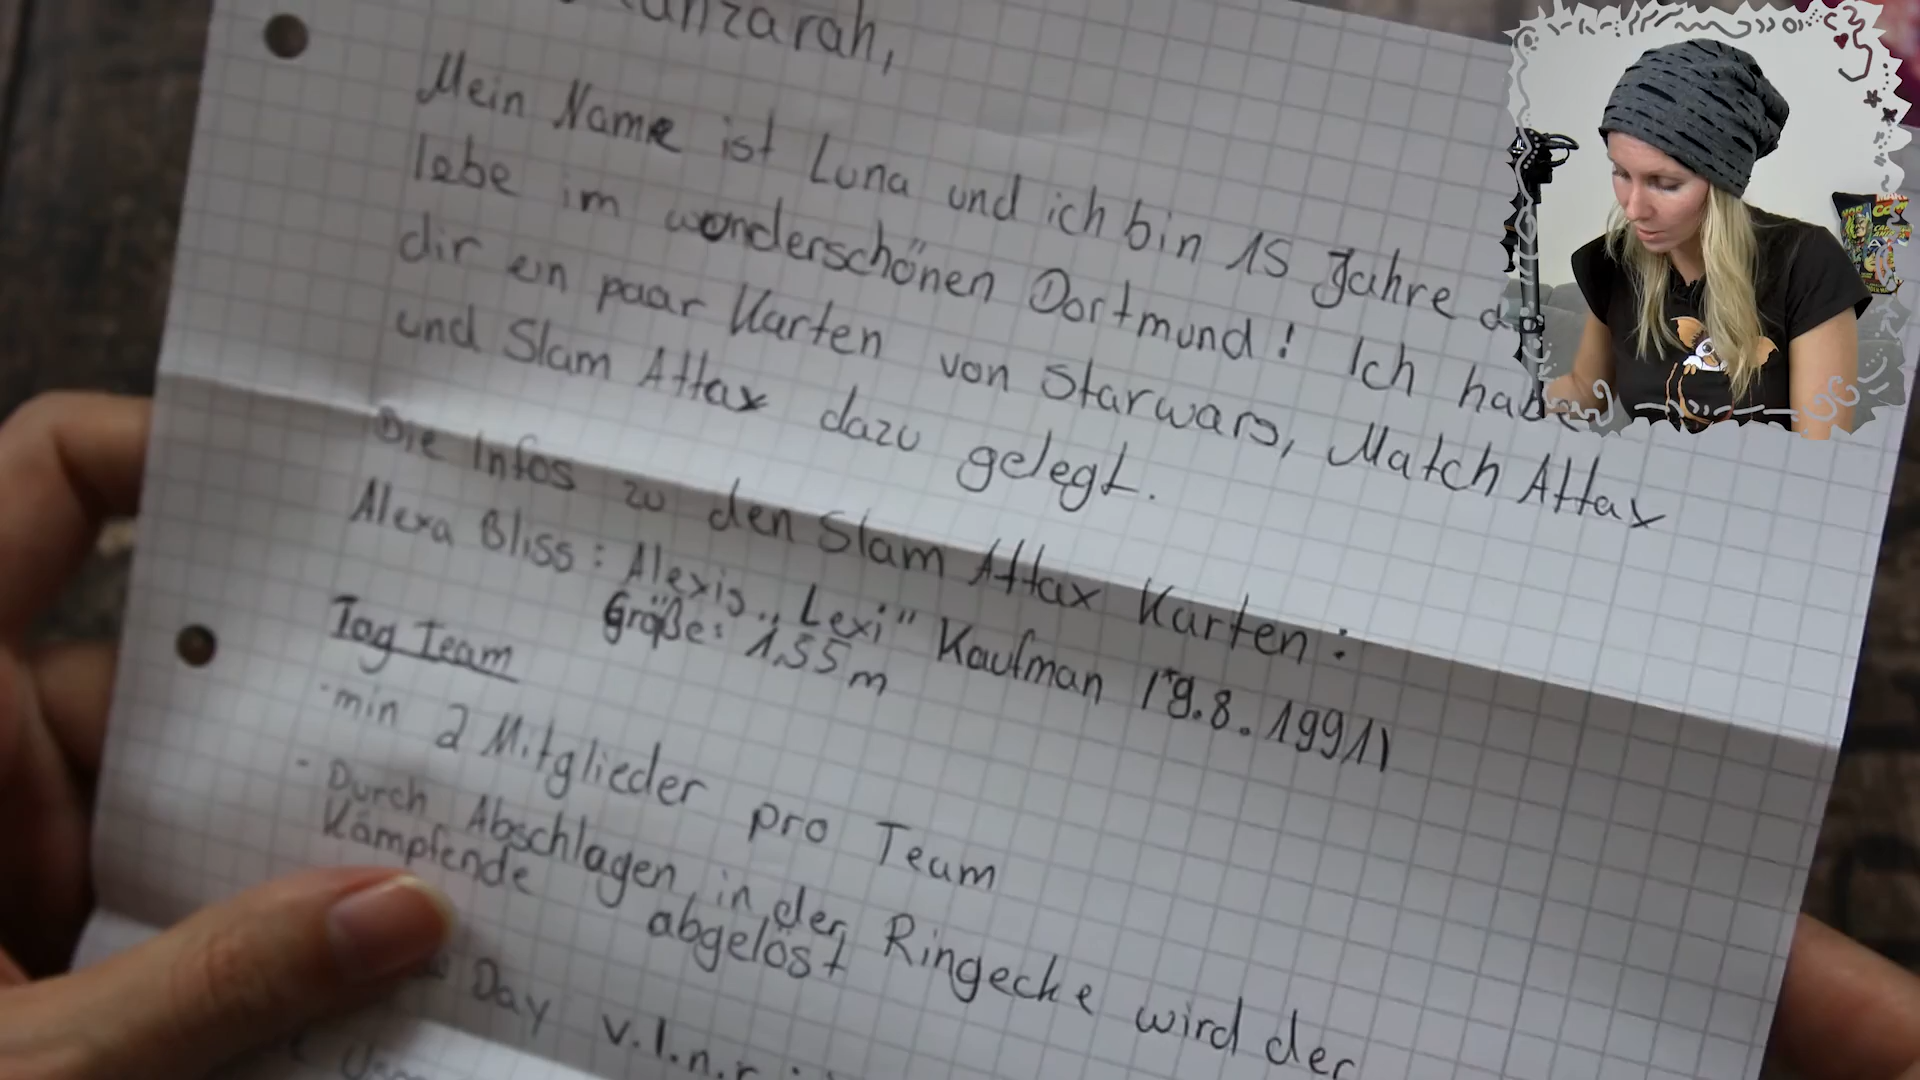 Mein Name ist Luna und ich bin 15 Jahre
lebe im wonderschönen Dortmund! Ich habe
dir ein paar Karten von Starwars, Match Attax
und Slam Attax dazu gelegt.
Die Infos zu den Slam Attax Karten:
Alexa Bliss: Alexis „Lexi" Kaufman (*9.8.1991)
Größe: 1,55m
Tag Team
·min 2 Mitglieder pro Team
- Durch Abschlagen in der Ringecke wird der
Kämpfende abgelöst
Day v.l.n.r.: